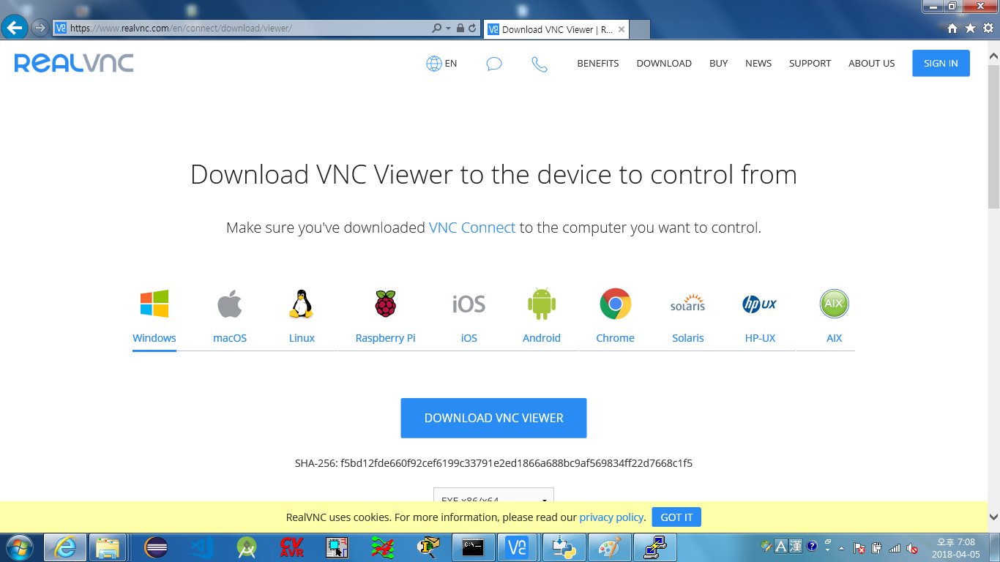 https://www.realvnc.com/en/connect/download/viewer/
Download VNC Viewer | R...
REALVNC
EN
BENEFITS
DOWNLOAD
BUY
NEWS
SUPPORT
ABOUT US
SIGN IN
Download VNC Viewer to the device to control from
Make sure you've downloaded VNC Connect to the computer you want to control.
iOS
solaris
hp UX
AIX
Windows
macOS
Linux
Raspberry Pi
iOS
Android
Chrome
Solaris
HP-UX
AIX
DOWNLOAD VNC VIEWER
SHA-256: f5bd12fde660f92cef6199c33791e2ed1866a688bc9af569834ff22d7668c1f5
EXE x86/x64
RealVNC uses cookies. For more information, please read our privacy policy.
GOT IT
CV
AVR
C:\
A 漢
오후 7:08
2018-04-05